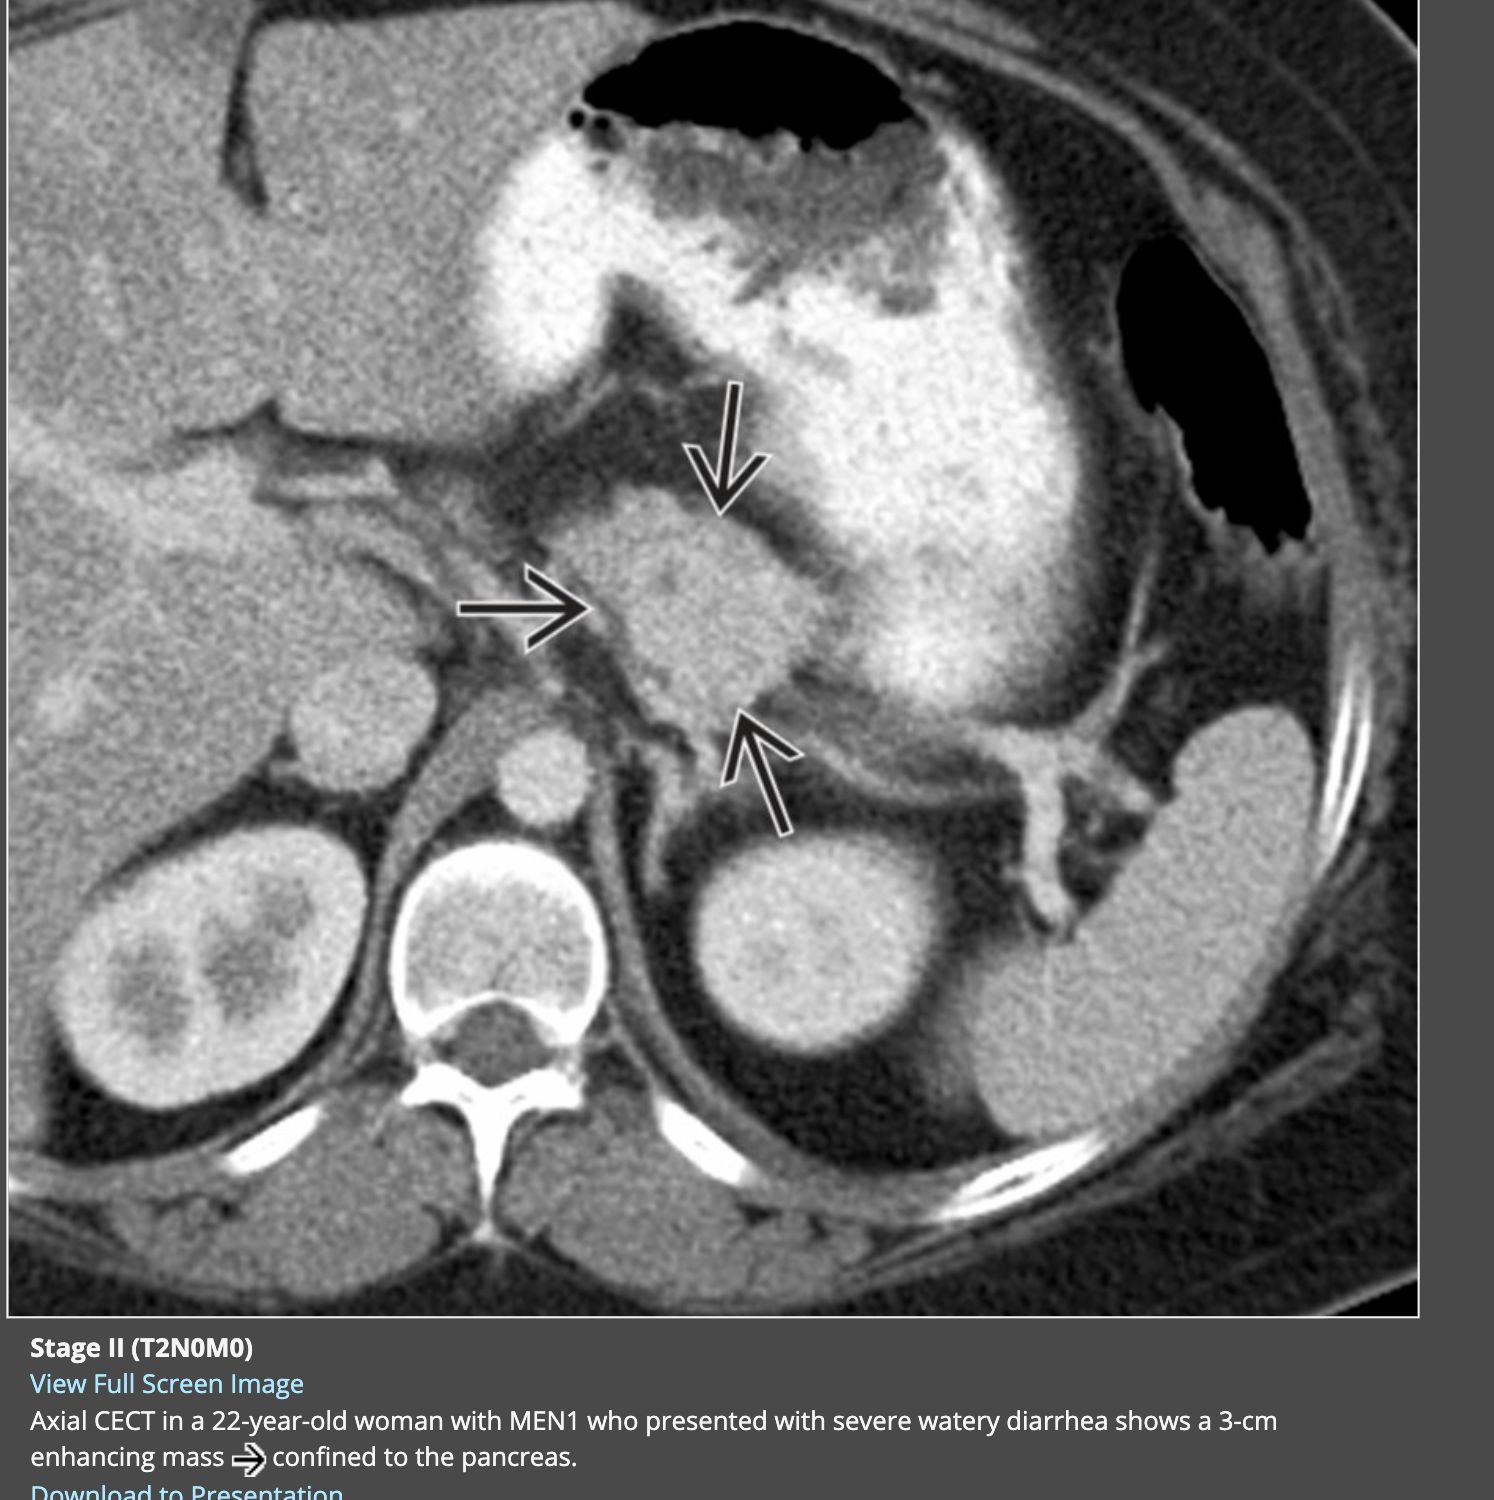 Stage II (T2N0M0)
View Full Screen Image
Axial CECT in a 22-year-old woman with MEN1 who presented with severe watery diarrhea shows a 3-cm
enhancing mass confined to the pancreas.
Download to Presentation